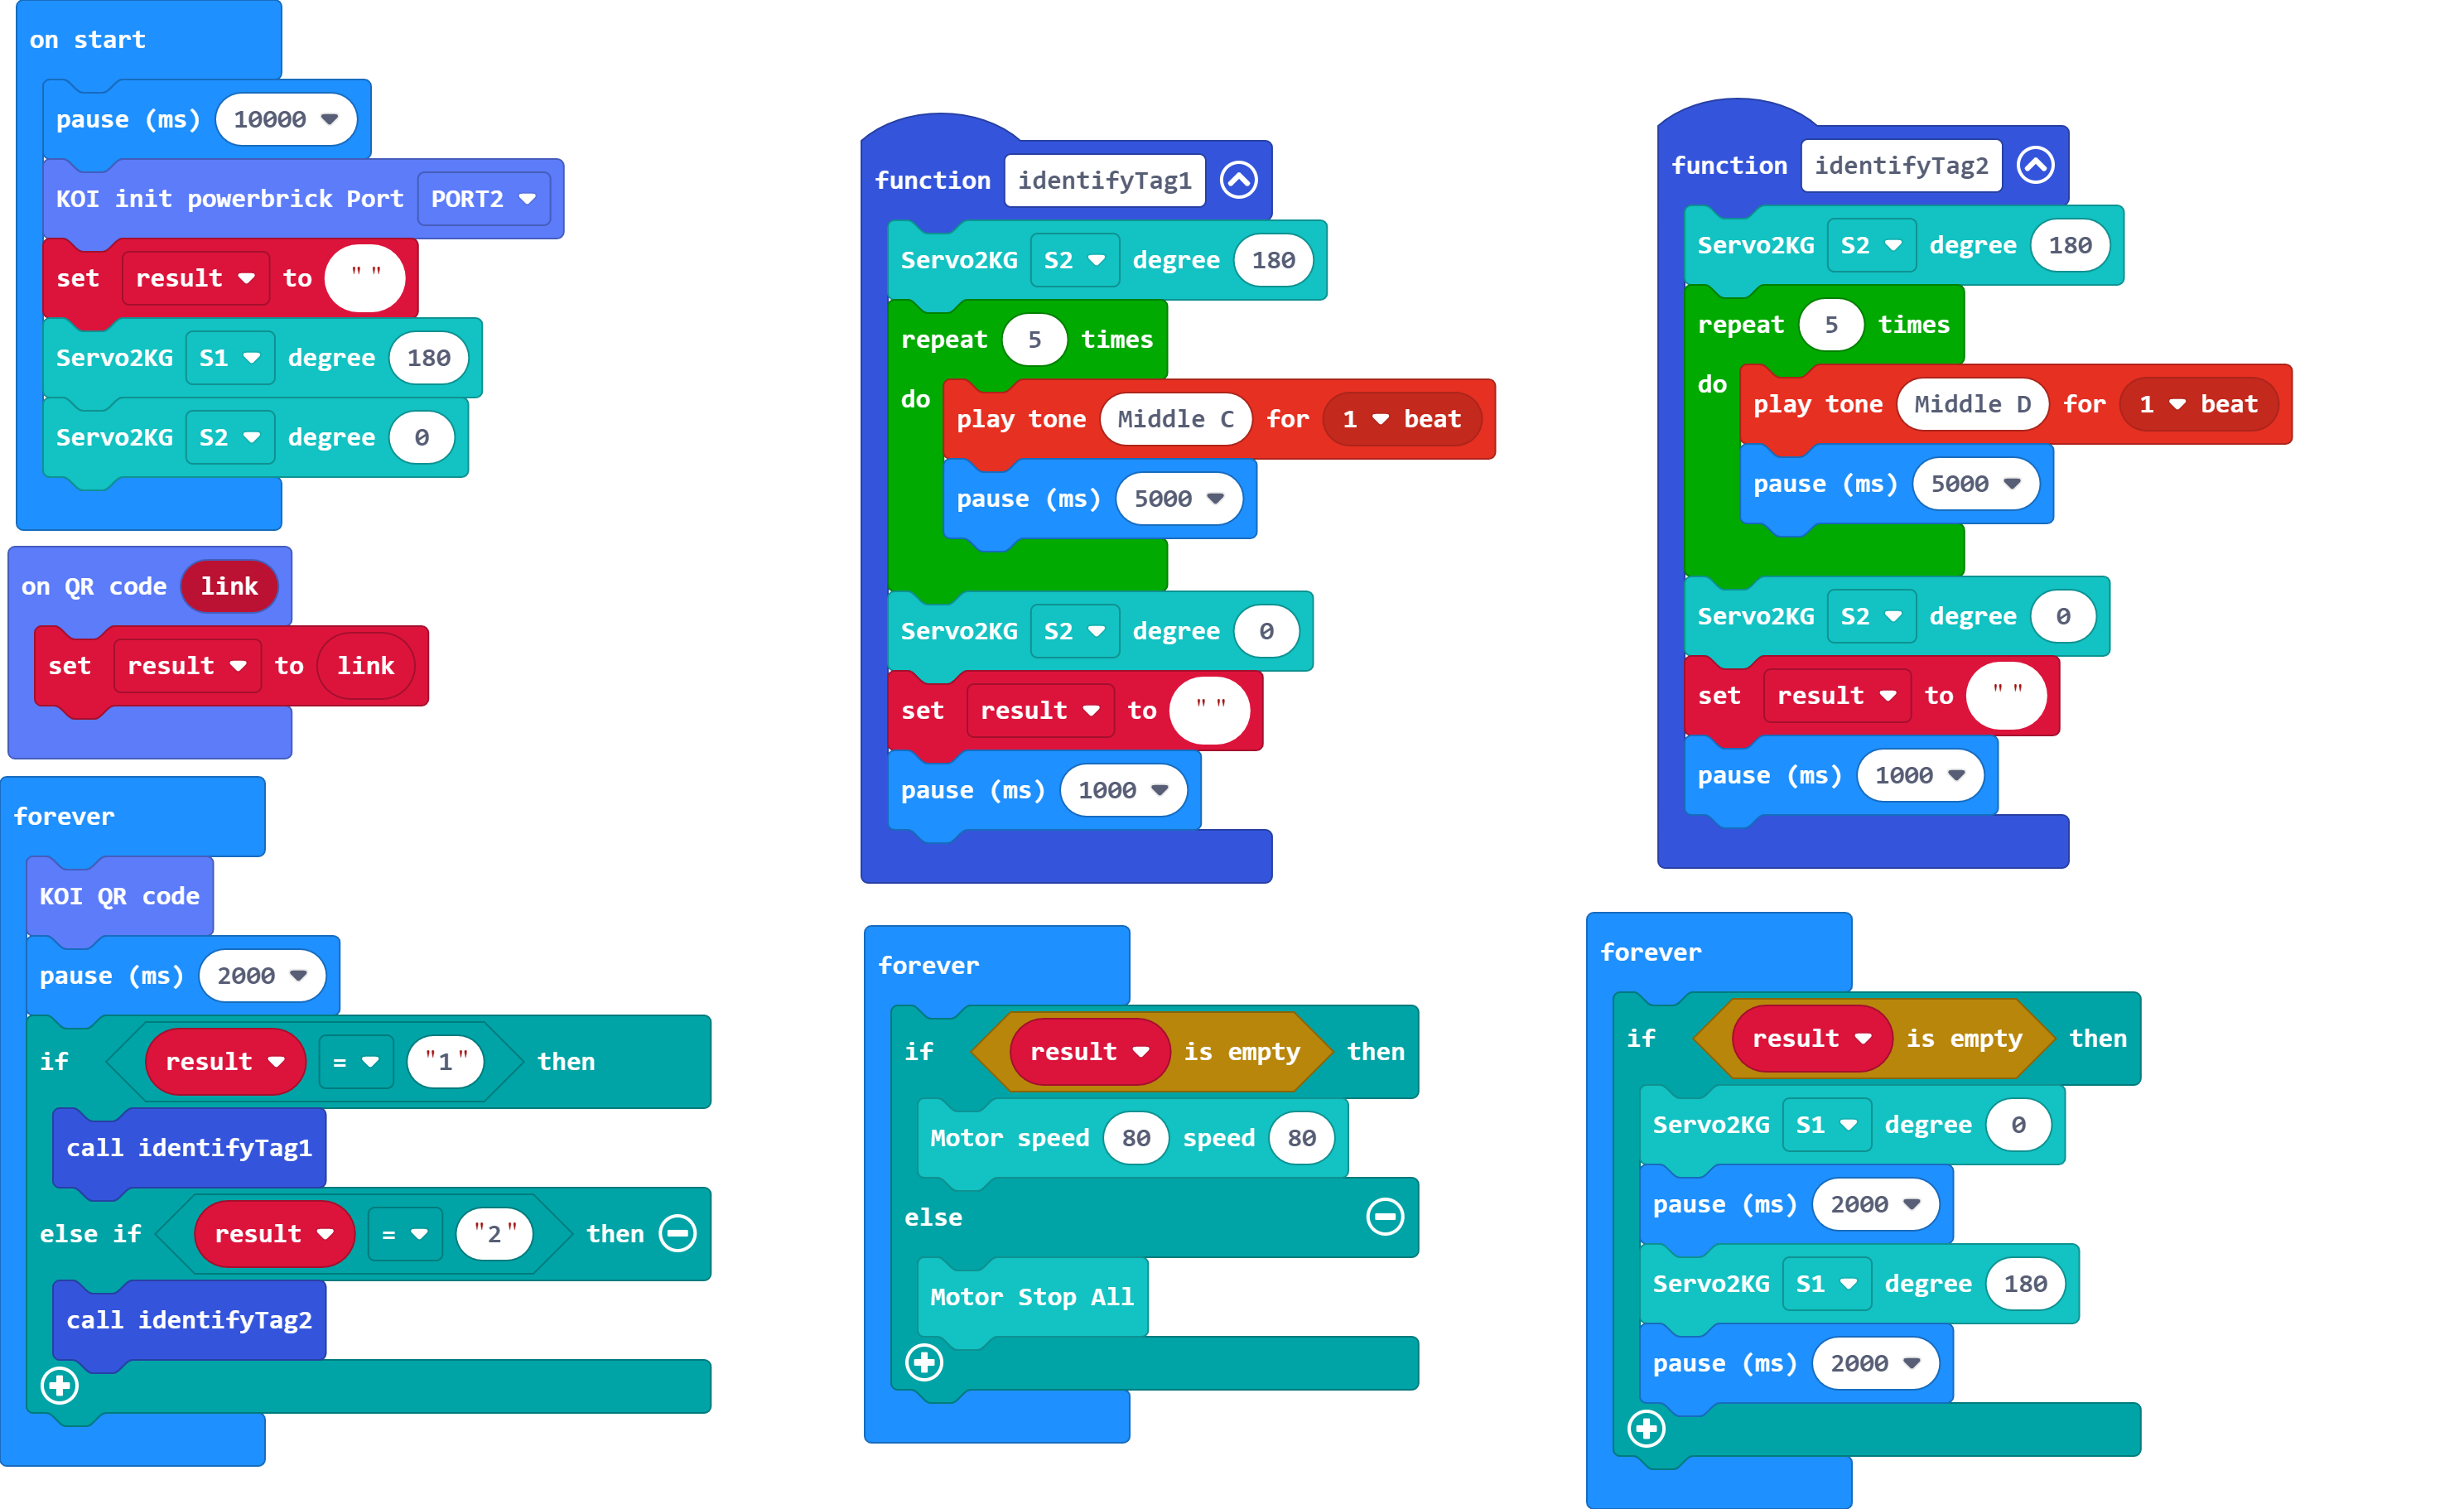 on start
pause (ms) 10000
KOI init powerbrick Port PORT2
set result to " "
Servo2KG S1 degree 180
Servo2KG S2 degree 0
on QR code link
set result to link
forever
KOI QR code
pause (ms) 2000
if result = "1" then
call identifyTag1
else if result = "2" then
call identifyTag2
function identifyTag1
Servo2KG S2 degree 180
repeat 5 times
do
play tone Middle C for 1 beat
pause (ms) 5000
Servo2KG S2 degree 0
set result to " "
pause (ms) 1000
forever
if result is empty then
Motor speed 80 speed 80
else
Motor Stop All
function identifyTag2
Servo2KG S2 degree 180
repeat 5 times
do
play tone Middle D for 1 beat
pause (ms) 5000
Servo2KG S2 degree 0
set result to " "
pause (ms) 1000
forever
if result is empty then
Servo2KG S1 degree 0
pause (ms) 2000
Servo2KG S1 degree 180
pause (ms) 2000